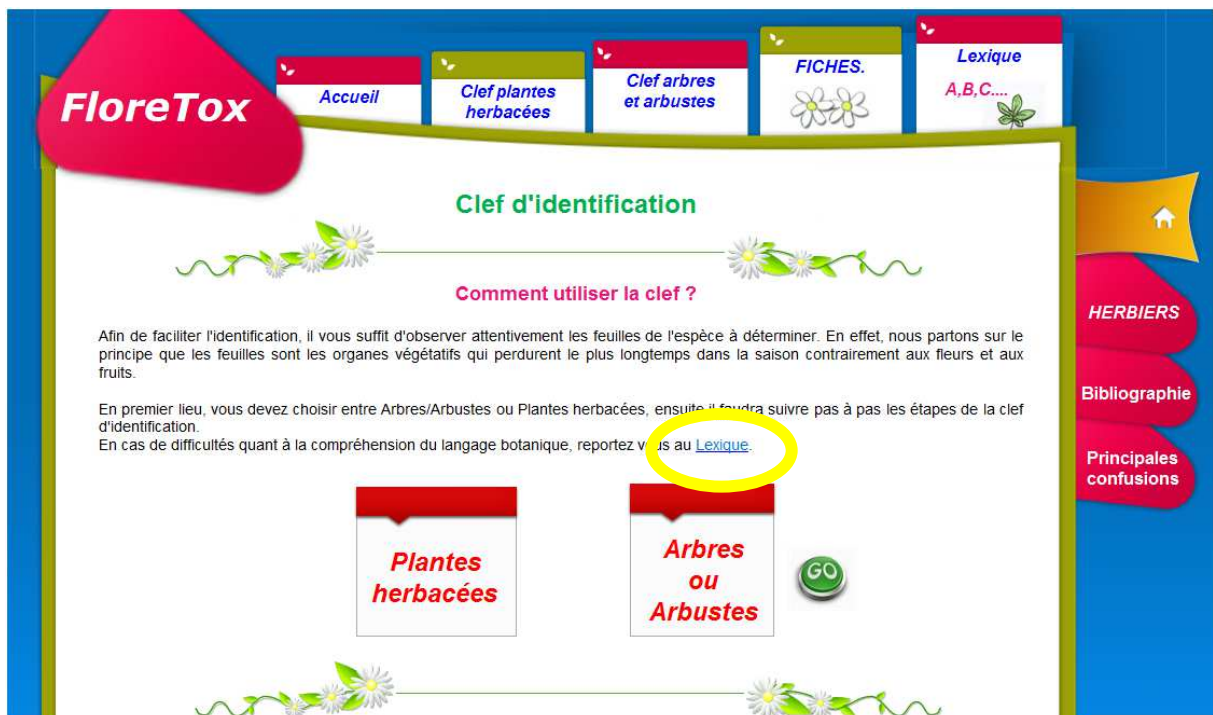 FloreTox
Accueil
Clef plantes
herbacées
Clef arbres
et arbustes
FICHES.
Lexique
A,B,C....
Clef d'identification
Comment utiliser la clef ?
Afin de faciliter l'identification, il vous suffit d'observer attentivement les feuilles de l'espèce à déterminer. En effet, nous partons sur le
principe que les feuilles sont les organes végétatifs qui perdurent le plus longtemps dans la saison contrairement aux fleurs et aux
fruits.
En premier lieu, vous devez choisir entre Arbres/Arbustes ou Plantes herbacées, ensuite il faudra suivre pas à pas les étapes de la clef
d'identification.
En cas de difficultés quant à la compréhension du langage botanique, reportez vous au Lexique.
Plantes
herbacées
Arbres
ou
Arbustes
GO
HERBIERS
Bibliographie
Principales
confusions